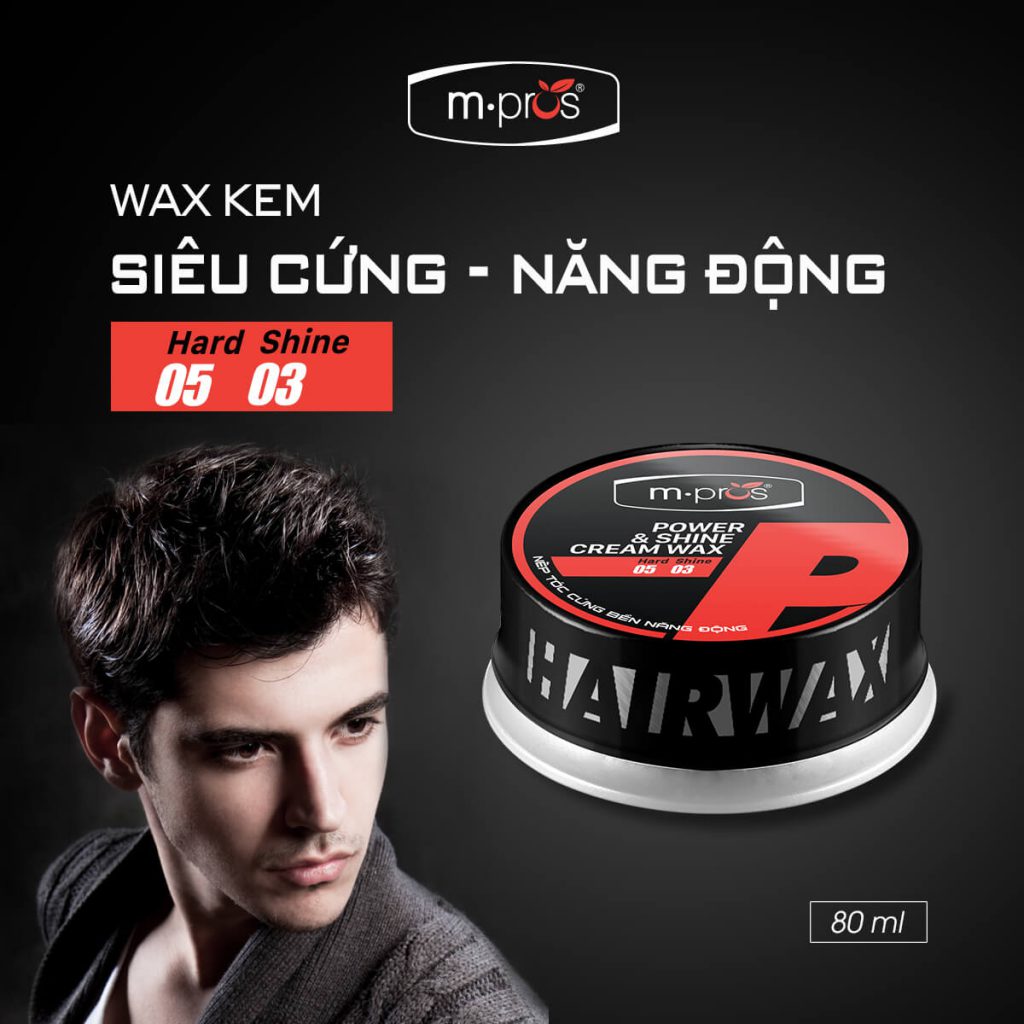 m·pros®
WAX KEM
SIÊU CỨNG - NĂNG ĐỘNG
Hard Shine
05 03
m·pros®
POWER
& SHINE
CREAM WAX
Hard Shine
05 03
NẾP TÓC CỨNG BỀN NĂNG ĐỘNG
P
HAIRWAX
80 ml